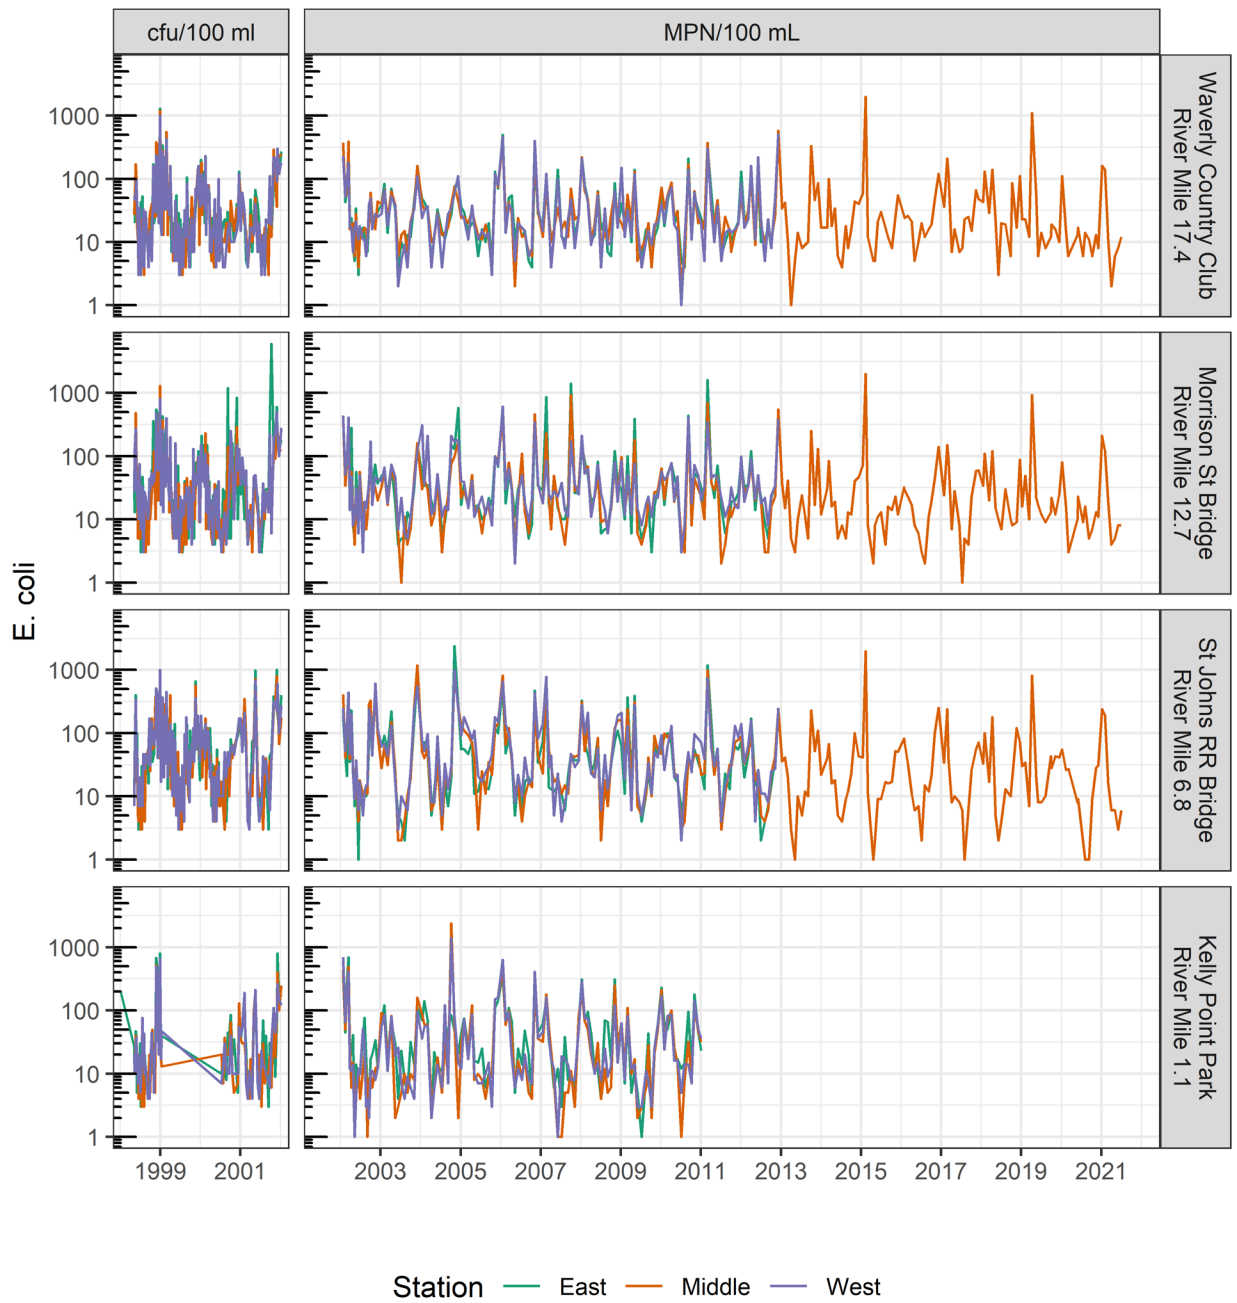 cfu/100 ml
MPN/100 mL
E. coli
1000
100
10
1
Waverly Country Club
River Mile 17.4
1000
100
10
1
Morrison St Bridge
River Mile 12.7
1000
100
10
1
St Johns RR Bridge
River Mile 6.8
1000
100
10
1
Kelly Point Park
River Mile 1.1
1999 2001 2003 2005 2007 2009 2011 2013 2015 2017 2019 2021
Station East Middle West